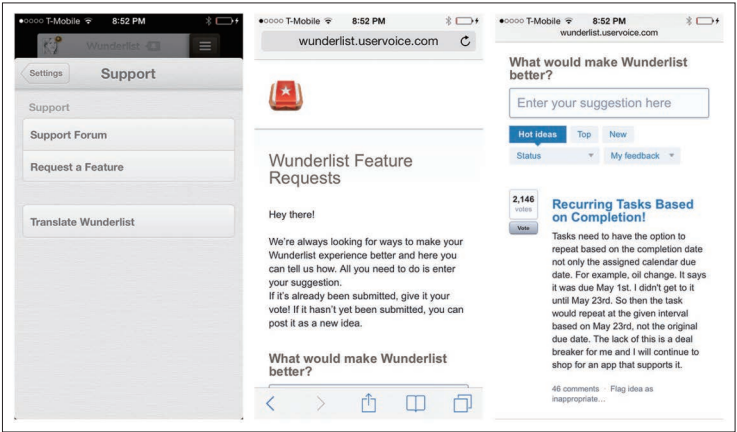 ●oooo T-Mobile 8:52 PM
Wunderlist
Settings
Support
Support
Support Forum
Request a Feature
Translate Wunderlist
●oooo T-Mobile 8:52 PM
wunderlist.uservoice.com
Wunderlist Feature
Requests
Hey there!
We're always looking for ways to make your
Wunderlist experience better and here you
can tell us how. All you need to do is enter
your suggestion.
If it's already been submitted, give it your
vote! If it hasn't yet been submitted, you can
post it as a new idea.
What would make Wunderlist
better?
●oooo T-Mobile 8:52 PM
wunderlist.uservoice.com
What would make Wunderlist
better?
Enter your suggestion here
Hot ideas Top New
Status My feedback
2,146
votes
Vote
Recurring Tasks Based
on Completion!
Tasks need to have the option to
repeat based on the completion date
not only the assigned calendar due
date. For example, oil change. It says
it was due May 1st. I didn't get to it
until May 23rd. So then the task
would repeat at the given interval
based on May 23rd, not the original
due date. The lack of this is a deal
breaker for me and I will continue to
shop for an app that supports it.
46 comments · Flag idea as
inappropriate...